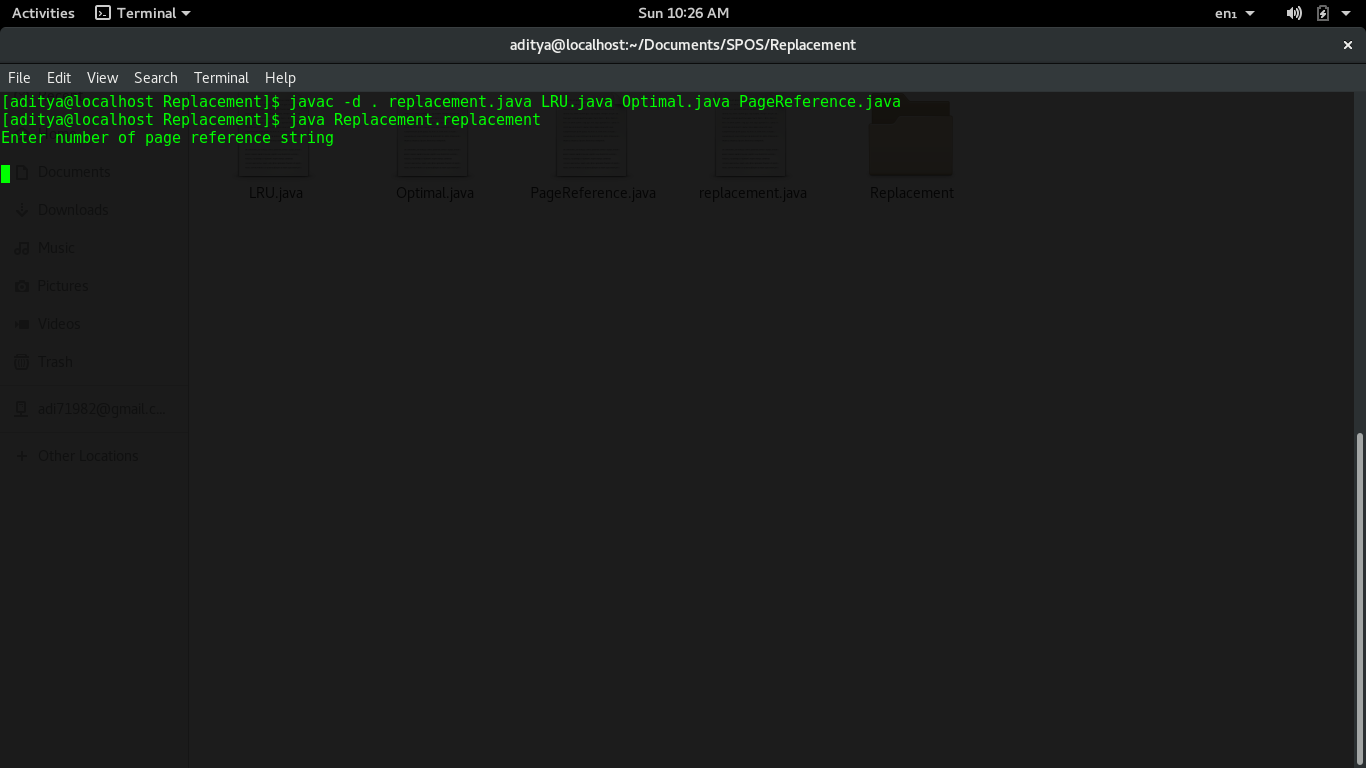 Activities Terminal Sun 10:26 AM en₁
aditya@localhost:~/Documents/SPOS/Replacement ×
File Edit View Search Terminal Help
[aditya@localhost Replacement]$ javac -d . replacement.java LRU.java Optimal.java PageReference.java
[aditya@localhost Replacement]$ java Replacement.replacement
Enter number of page reference string
Documents
LRU.java Optimal.java PageReference.java replacement.java Replacement
Downloads
Music
Pictures
Videos
Trash
adi71982@gmail.c...
Other Locations